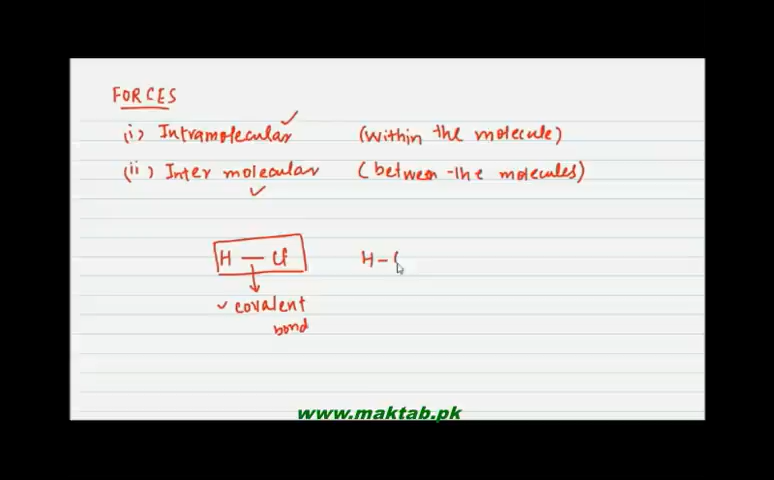 FORCES
(i) Intramolecular (within the molecule)
(ii) Inter molecular (between the molecules)
H — Cl H – C
covalent
bond
www.maktab.pk